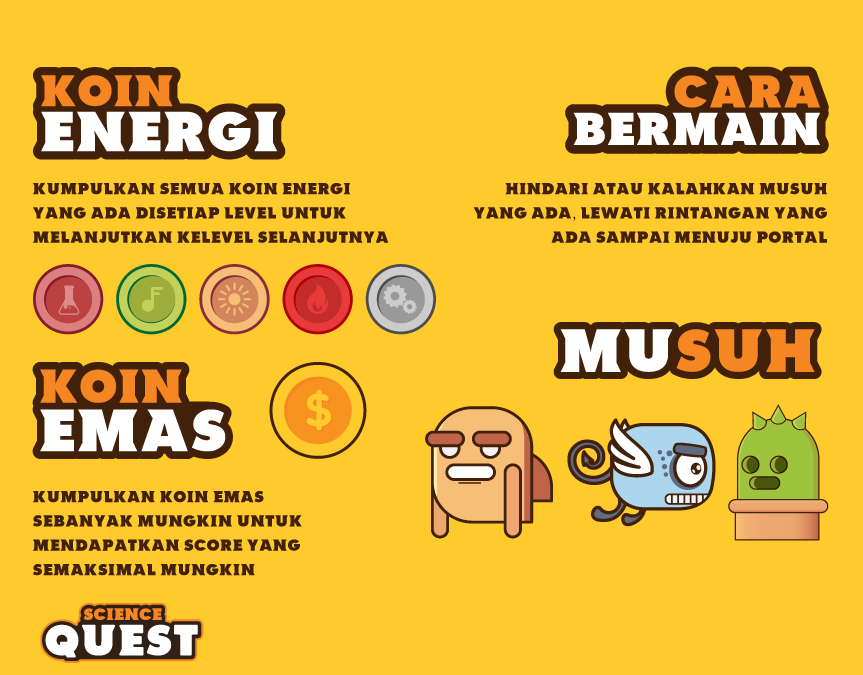 KOIN
ENERGI
KUMPULKAN SEMUA KOIN ENERGI
YANG ADA DISETIAP LEVEL UNTUK
MELANJUTKAN KELEVEL SELANJUTNYA
KOIN
EMAS
$
KUMPULKAN KOIN EMAS
SEBANYAK MUNGKIN UNTUK
MENDAPATKAN SCORE YANG
SEMAKSIMAL MUNGKIN
SCIENCE
QUEST
CARA
BERMAIN
HINDARI ATAU KALAHKAN MUSUH
YANG ADA, LEWATI RINTANGAN YANG
ADA SAMPAI MENUJU PORTAL
MUSUH